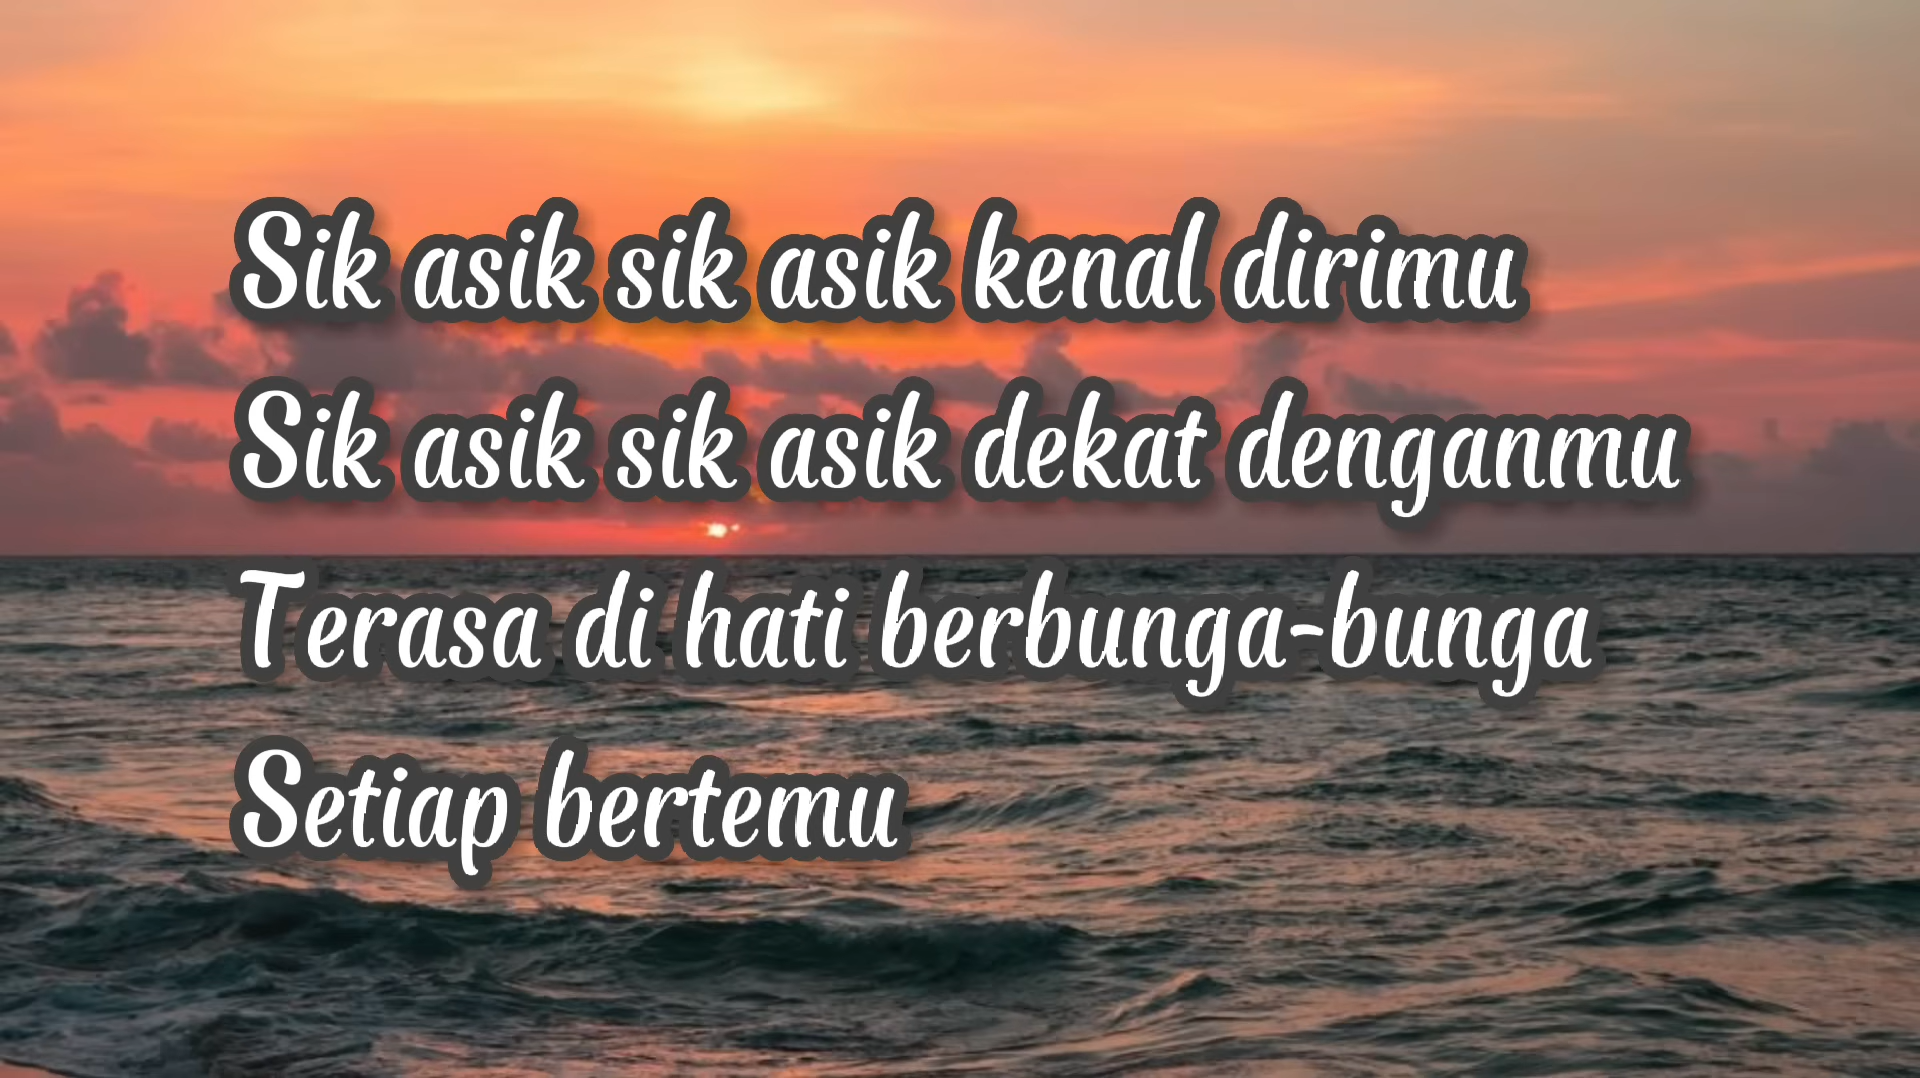 Sik asik sik asik kenal dirimu
Sik asik sik asik dekat denganmu
Terasa di hati berbunga-bunga
Setiap bertemu